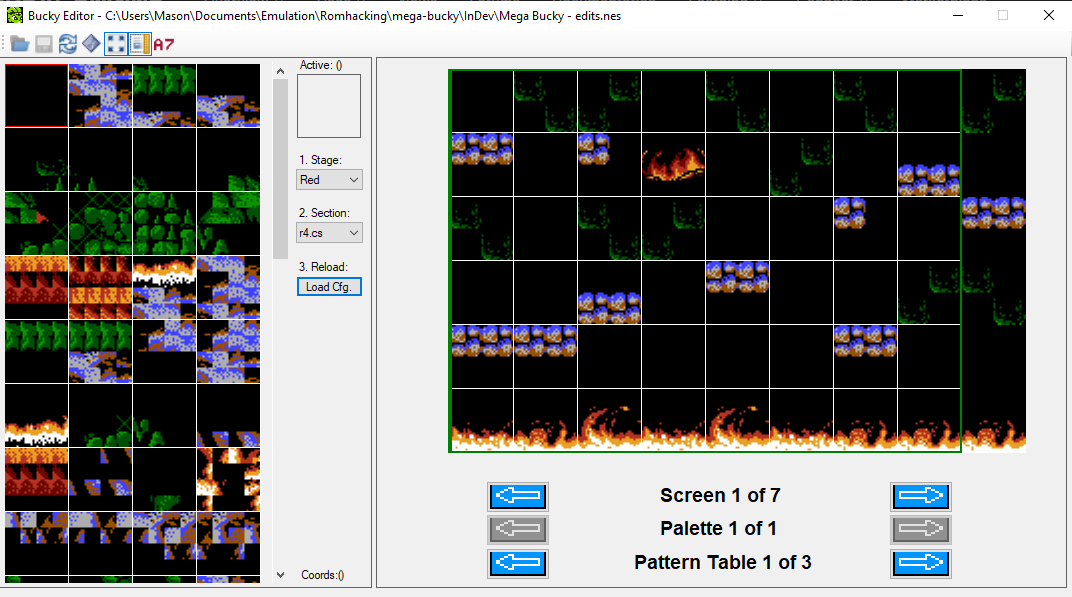 Bucky Editor - C:\Users\Mason\Documents\Emulation\Romhacking\mega-bucky\InDev\Mega Bucky - edits.nes
A7
Active: ()
1. Stage:
Red
2. Section:
r4.cs
3. Reload:
Load Cfg.
Coords:()
Screen 1 of 7
Palette 1 of 1
Pattern Table 1 of 3